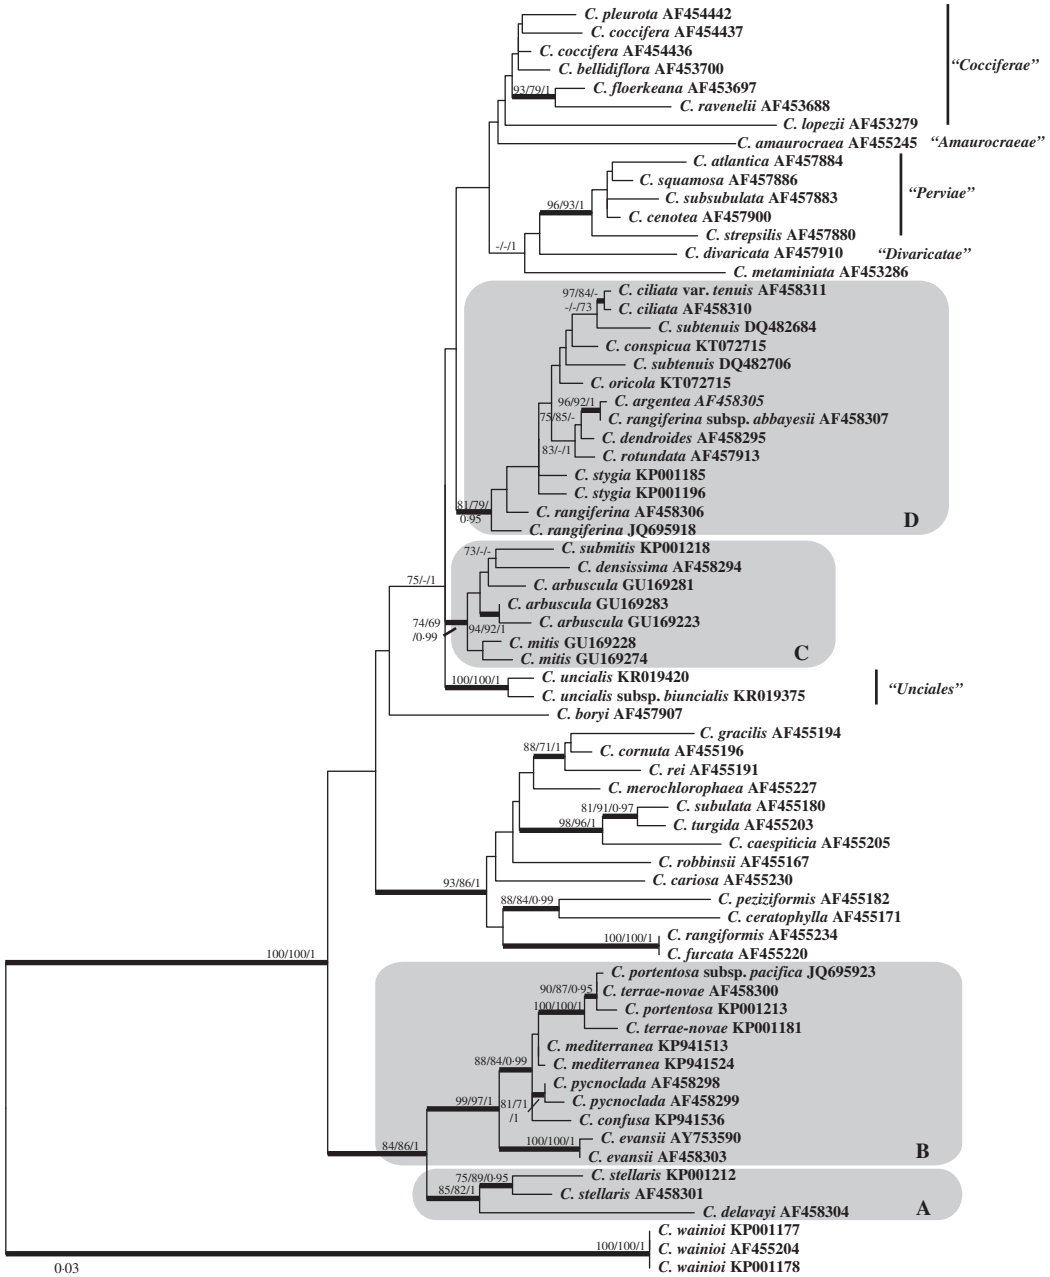 C. pleurota AF454442
C. coccifera AF454437
C. coccifera AF454436
C. bellidiflora AF453700
“Cocciferae”
93/79/1
C. floerkeana AF453697
C. ravenelii AF453688
C. lopezii AF453279
C. amaurocraea AF455245
“Amaurocraeae”
C. atlantica AF457884
C. squamosa AF457886
“Perviae”
C. subsubulata AF457883
96/93/1
C. cenotea AF457900
C. strepsilis AF457880
-/-/1
C. divaricata AF457910
“Divaricatae”
C. metaminiata AF453286
97/84/-
C. ciliata var. tenuis AF458311
-/-/73
C. ciliata AF458310
C. subtenuis DQ482684
C. conspicua KT072715
C. subtenuis DQ482706
C. oricola KT072715
96/92/1
C. argentea AF458305
75/85/-
C. rangiferina subsp. abbayesii AF458307
C. dendroides AF458295
83/-/1
C. rotundata AF457913
C. stygia KP001185
C. stygia KP001196
81/79/
0·95
C. rangiferina AF458306
D
C. rangiferina JQ695918
73/-/-
C. submitis KP001218
C. densissima AF458294
75/-/1
C. arbuscula GU169281
C. arbuscula GU169283
74/69
/0·99
94/92/1
C. arbuscula GU169223
C. mitis GU169228
C
C. mitis GU169274
100/100/1
C. uncialis KR019420
“Unciales”
C. uncialis subsp. biuncialis KR019375
C. boryi AF457907
C. gracilis AF455194
88/71/1
C. cornuta AF455196
C. rei AF455191
C. merochlorophaea AF455227
81/91/0·97
C. subulata AF455180
98/96/1
C. turgida AF455203
C. caespiticia AF455205
C. robbinsii AF455167
93/86/1
C. cariosa AF455230
88/84/0·99
C. peziziformis AF455182
C. ceratophylla AF455171
100/100/1
C. rangiformis AF455234
C. furcata AF455220
100/100/1
C. portentosa subsp. pacifica JQ695923
90/87/0·95
C. terrae-novae AF458300
100/100/1
C. portentosa KP001213
C. terrae-novae KP001181
C. mediterranea KP941513
88/84/0·99
C. mediterranea KP941524
C. pycnoclada AF458298
99/97/1
81/71
/1
C. pycnoclada AF458299
C. confusa KP941536
84/86/1
100/100/1
C. evansii AY753590
B
C. evansii AF458303
75/89/0·95
C. stellaris KP001212
85/82/1
C. stellaris AF458301
C. delavayi AF458304
A
C. wainioi KP001177
100/100/1
C. wainioi AF455204
C. wainioi KP001178
0·03